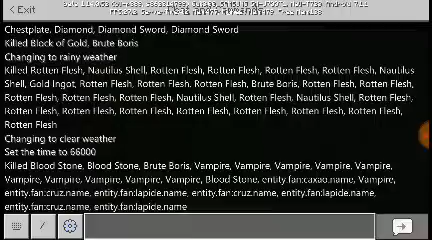 Exit
Chestplate, Diamond, Diamond Sword, Diamond Sword
Killed Block of Gold, Brute Boris
Changing to rainy weather
Killed Rotten Flesh, Nautilus Shell, Rotten Flesh, Rotten Flesh, Rotten Flesh, Rotten Flesh, Nautilus
Shell, Gold Ingot, Rotten Flesh, Rotten Flesh, Rotten Flesh, Brute Boris, Rotten Flesh, Rotten Flesh,
Rotten Flesh, Rotten Flesh, Rotten Flesh, Nautilus Shell, Rotten Flesh, Nautilus Shell, Rotten Flesh,
Rotten Flesh, Rotten Flesh, Rotten Flesh, Rotten Flesh, Rotten Flesh, Rotten Flesh, Rotten Flesh,
Rotten Flesh
Changing to clear weather
Set the time to 66000
Killed Blood Stone, Blood Stone, Brute Boris, Vampire, Vampire, Vampire, Vampire, Vampire,
Vampire, Vampire, Vampire, Vampire, Vampire, Blood Stone, entity.fan:caxao.name, Vampire,
entity.fan:cruz.name, entity.fan:lapide.name, entity.fan:cruz.name, entity.fan:lapide.name,
entity.fan:cruz.name, entity.fan:lapide.name
/